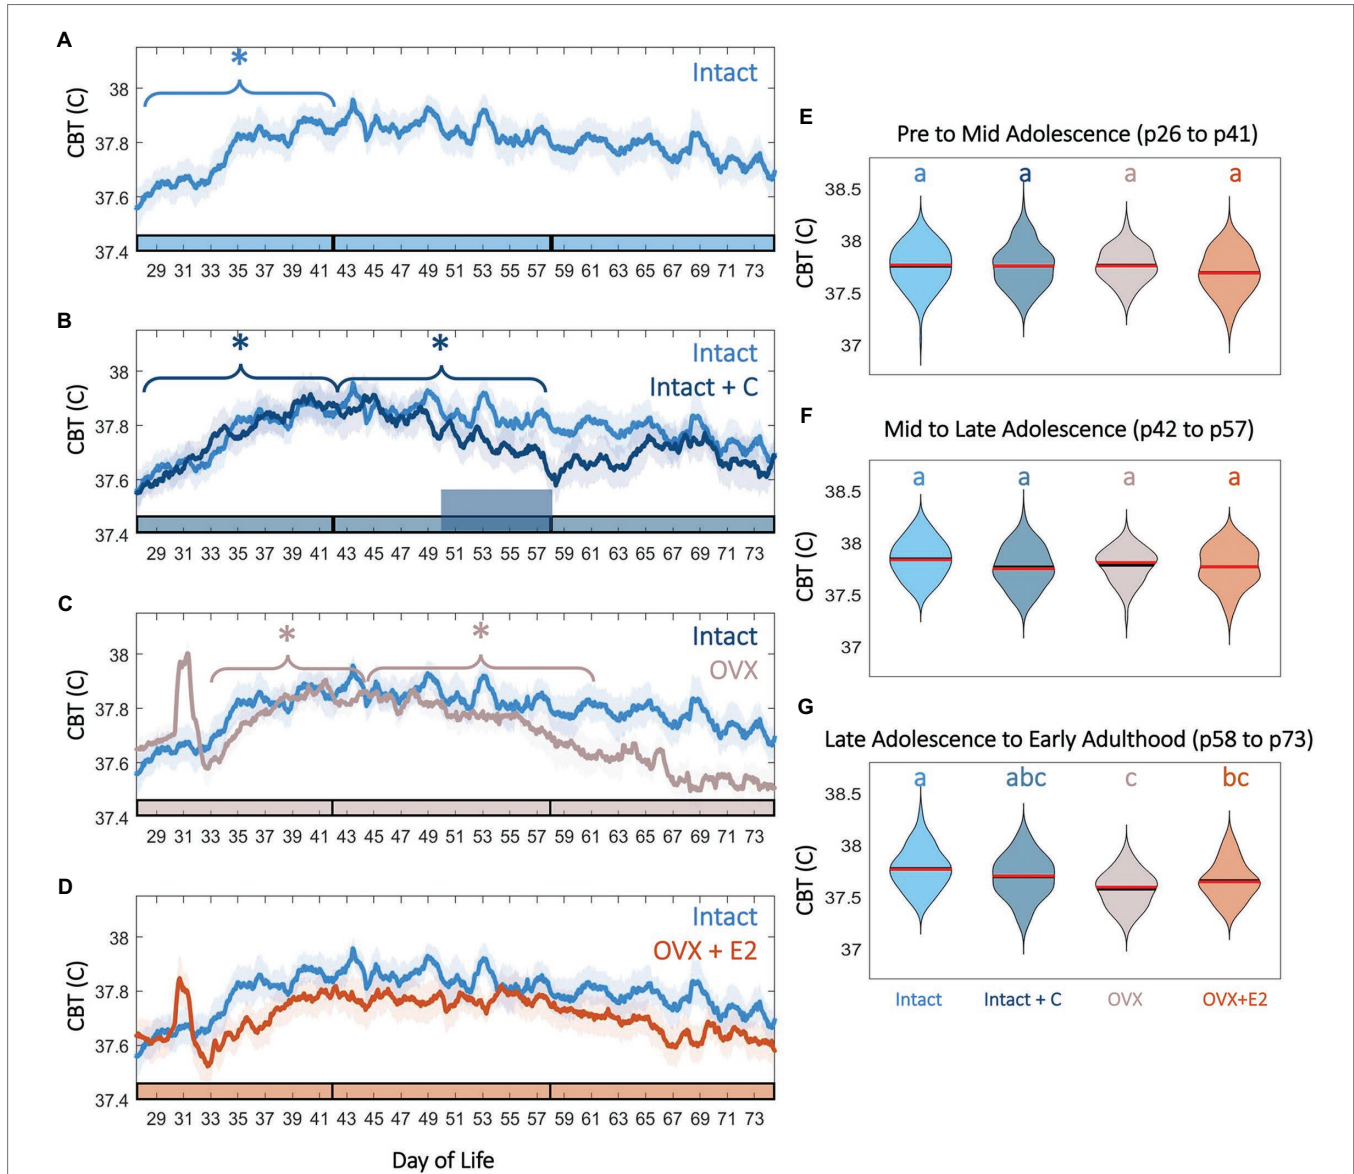 A
*
Intact
CBT (C)
38
37.8
37.6
37.4
29 31 33 35 37 39 41 43 45 47 49 51 53 55 57 59 61 63 65 67 69 71 73
B
* *
Intact
Intact + C
CBT (C)
38
37.8
37.6
37.4
29 31 33 35 37 39 41 43 45 47 49 51 53 55 57 59 61 63 65 67 69 71 73
C
* *
Intact
OVX
CBT (C)
38
37.8
37.6
37.4
29 31 33 35 37 39 41 43 45 47 49 51 53 55 57 59 61 63 65 67 69 71 73
D
Intact
OVX + E2
CBT (C)
38
37.8
37.6
37.4
29 31 33 35 37 39 41 43 45 47 49 51 53 55 57 59 61 63 65 67 69 71 73
Day of Life
E
Pre to Mid Adolescence (p26 to p41)
a a a a
CBT (C)
38.5
38
37.5
37
F
Mid to Late Adolescence (p42 to p57)
a a a a
CBT (C)
38.5
38
37.5
37
G
Late Adolescence to Early Adulthood (p58 to p73)
a abc c bc
CBT (C)
38.5
38
37.5
37
Intact Intact + C OVX OVX+E2